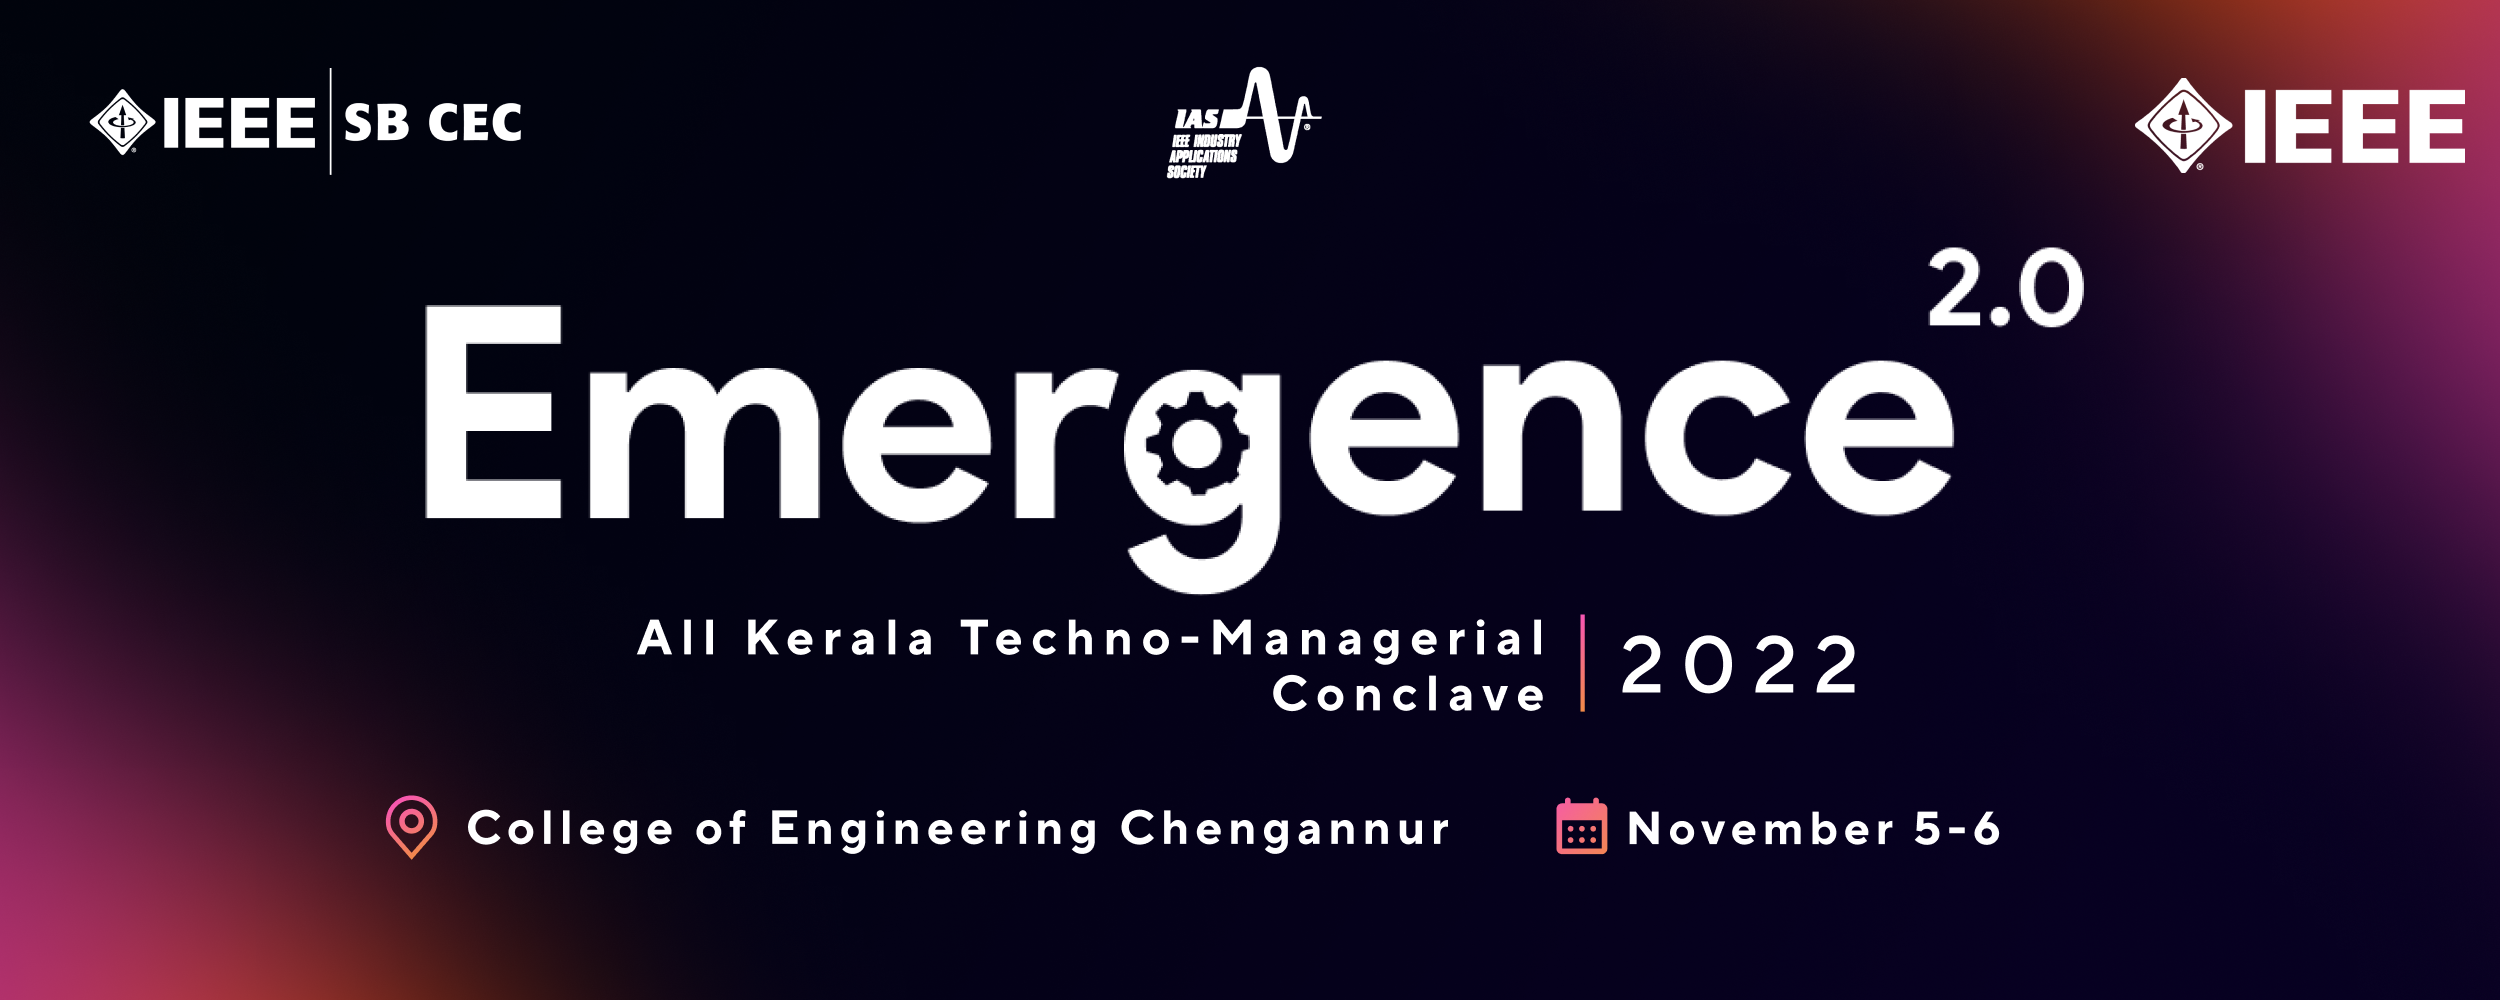 IEEE SB CEC
IAS
IEEE INDUSTRY
APPLICATIONS
SOCIETY
IEEE
Emergence 2.0
All Kerala Techno-Managerial
Conclave
2022
College of Engineering Chengannur
November 5-6